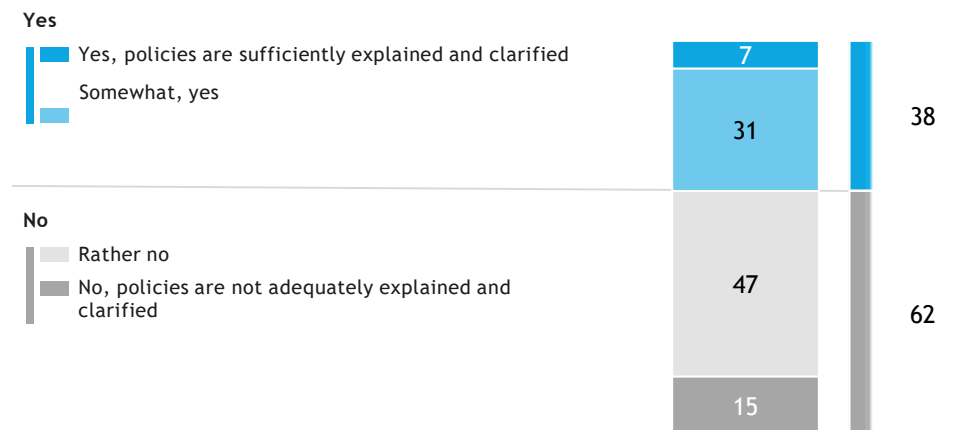 Yes
Yes, policies are sufficiently explained and clarified
7
Somewhat, yes
31
38
No
Rather no
47
No, policies are not adequately explained and
clarified
62
15